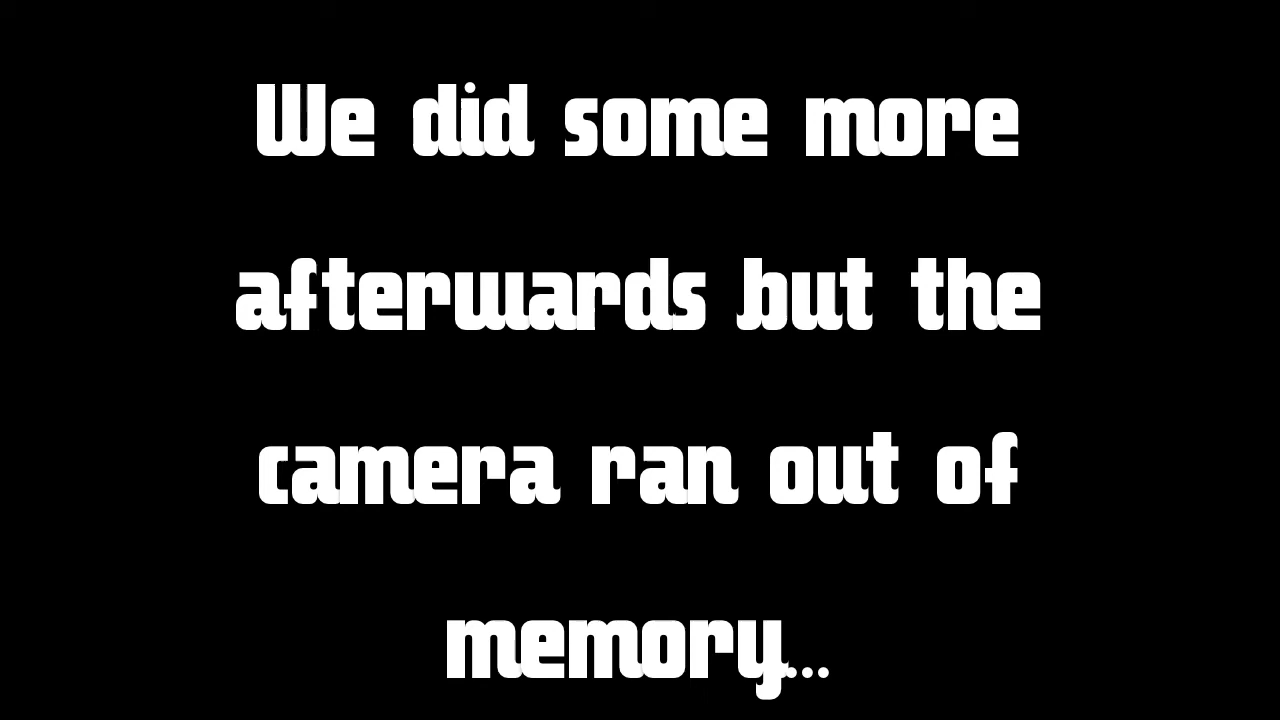 We did some more
afterwards but the
camera ran out of
memory...